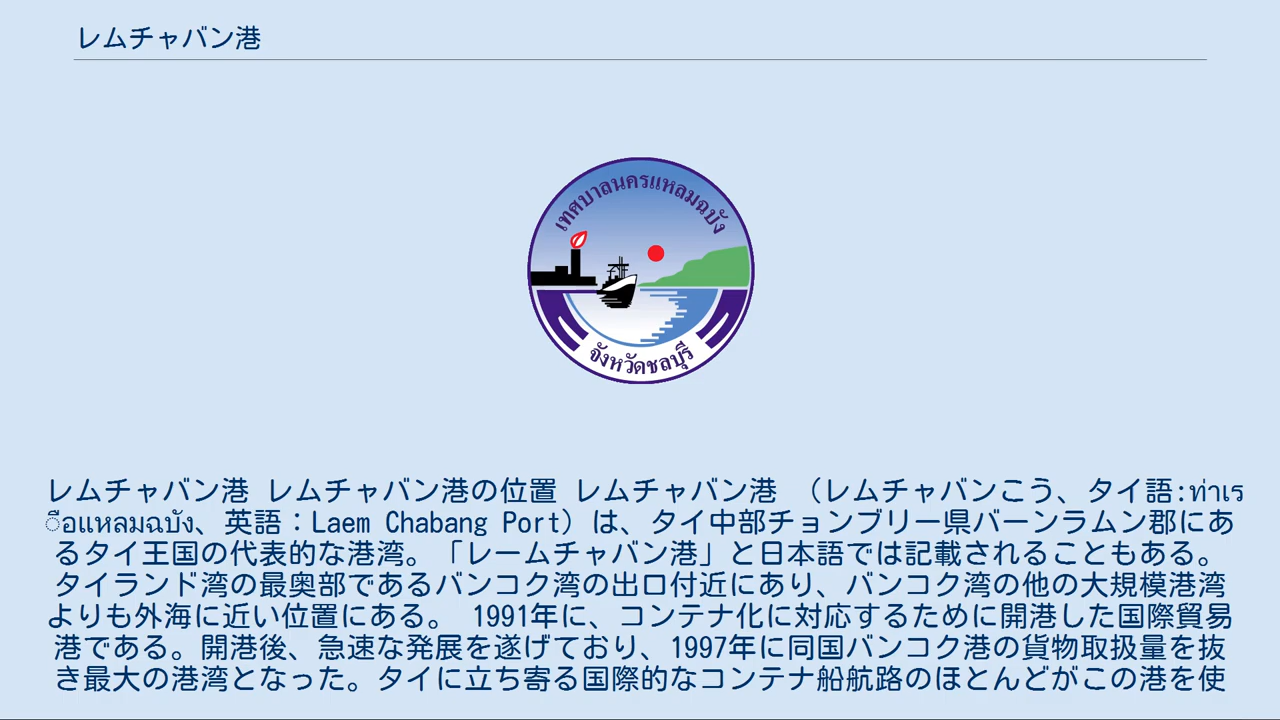 レムチャバン港
เทศบาลนครแหลมฉบัง
จังหวัดชลบุรี
レムチャバン港 レムチャバン港の位置 レムチャバン港 （レムチャバンこう、タイ語:ท่าเร
ือแหลมฉบัง、英語：Laem Chabang Port）は、タイ中部チョンブリー県バーンラムン郡にあ
るタイ王国の代表的な港湾。「レームチャバン港」と日本語では記載されることもある。
タイランド湾の最奥部であるバンコク湾の出口付近にあり、バンコク湾の他の大規模港湾
よりも外海に近い位置にある。 1991年に、コンテナ化に対応するために開港した国際貿易
港である。開港後、急速な発展を遂げており、1997年に同国バンコク港の貨物取扱量を抜
き最大の港湾となった。タイに立ち寄る国際的なコンテナ船航路のほとんどがこの港を使